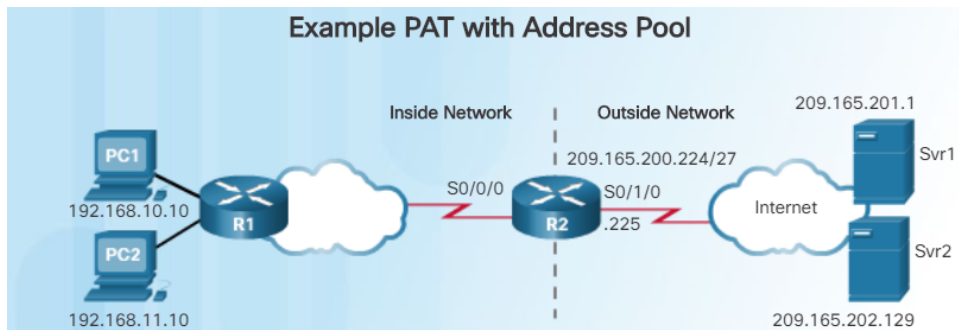 Example PAT with Address Pool
Inside Network
Outside Network
209.165.201.1
PC1
192.168.10.10
R1
S0/0/0
209.165.200.224/27
R2
S0/1/0
.225
Internet
Svr1
PC2
192.168.11.10
Svr2
209.165.202.129